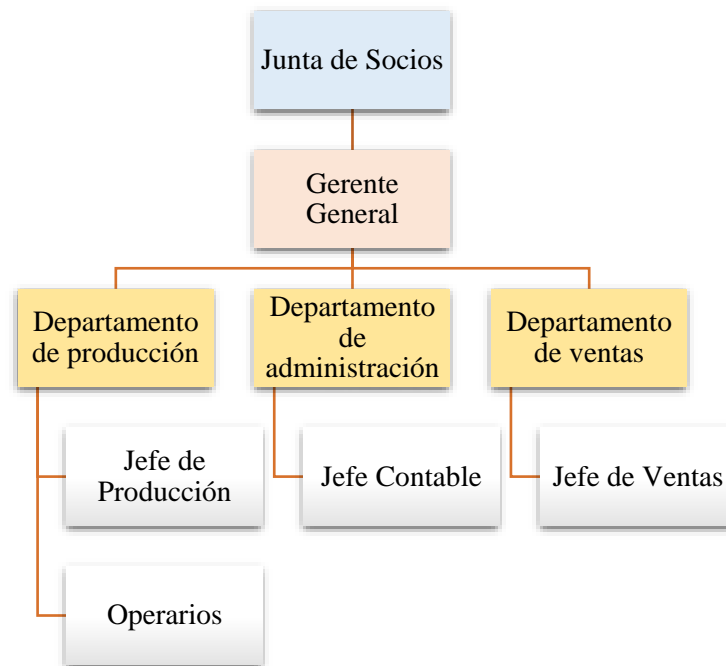 Junta de Socios
Gerente
General
Departamento
de producción
Departamento
de
administración
Departamento
de ventas
Jefe de
Producción
Jefe Contable
Jefe de Ventas
Operarios